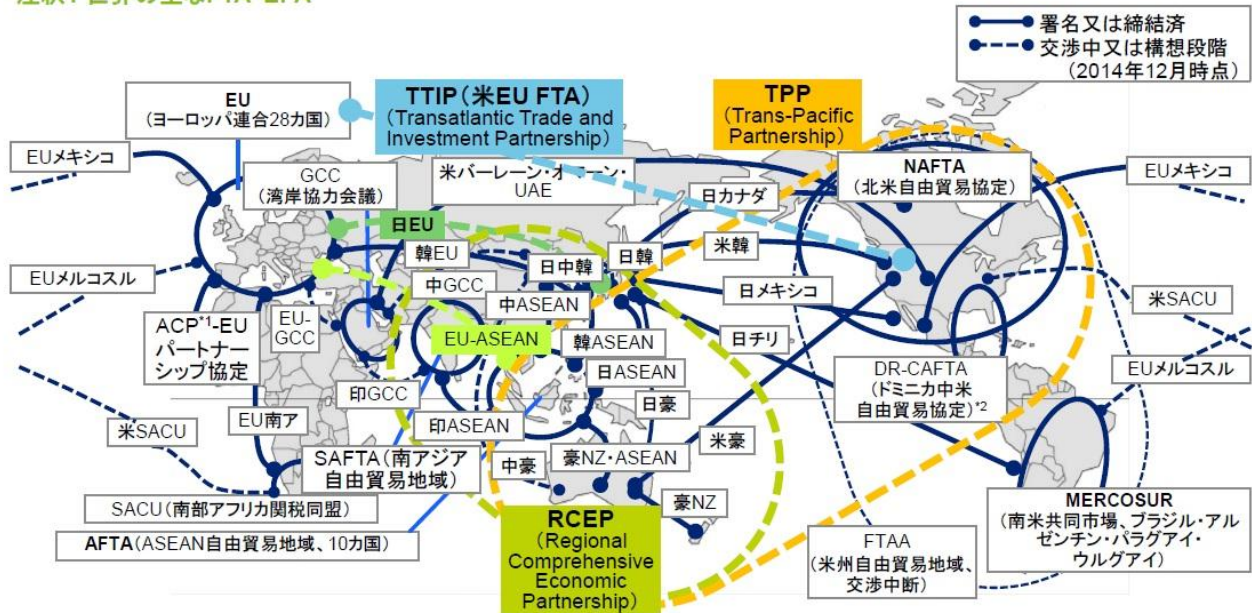 署名又は締結済
交渉中又は構想段階
(2014年12月時点)
EU
(ヨーロッパ連合28カ国)
TTIP(米EU FTA)
(Transatlantic Trade and
Investment Partnership)
TPP
(Trans-Pacific
Partnership)
EUメキシコ
GCC
(湾岸協力会議)
米バーレーン・オマーン・
UAE
日カナダ
NAFTA
(北米自由貿易協定)
EUメキシコ
日EU
韓EU
日中韓
日韓
米韓
EUメルコスル
中GCC
日メキシコ
米SACU
EU-
GCC
中ASEAN
ACP*1-EU
パートナー
シップ協定
EU-ASEAN
韓ASEAN
日チリ
DR-CAFTA
(ドミニカ中米
自由貿易協定)*2
EUメルコスル
日ASEAN
印GCC
日豪
EU南ア
印ASEAN
米豪
米SACU
SAFTA(南アジア
自由貿易地域)
中豪
豪NZ・ASEAN
豪NZ
SACU(南部アフリカ関税同盟)
AFTA(ASEAN自由貿易地域、10カ国)
RCEP
(Regional
Comprehensive
Economic
Partnership)
FTAA
(米州自由貿易地域、
交渉中断)
MERCOSUR
(南米共同市場、ブラジル・アル
ゼンチン・パラグアイ・
ウルグアイ)